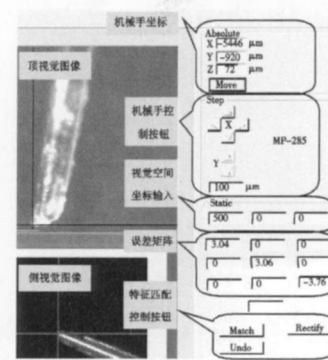 机械手坐标
Absolute
X -5446 μm
Y -920 μm
Z 72 μm
Move
顶视觉图像
机械手控
制按钮
Step
X
Y
MP-285
100 μm
视觉空间
坐标输入
Static
500 0 0
误差矩阵
3.04 0 0
0 3.06 0
0 0 -3.76
侧视觉图像
特征匹配
控制按钮
Match Rectify
Undo